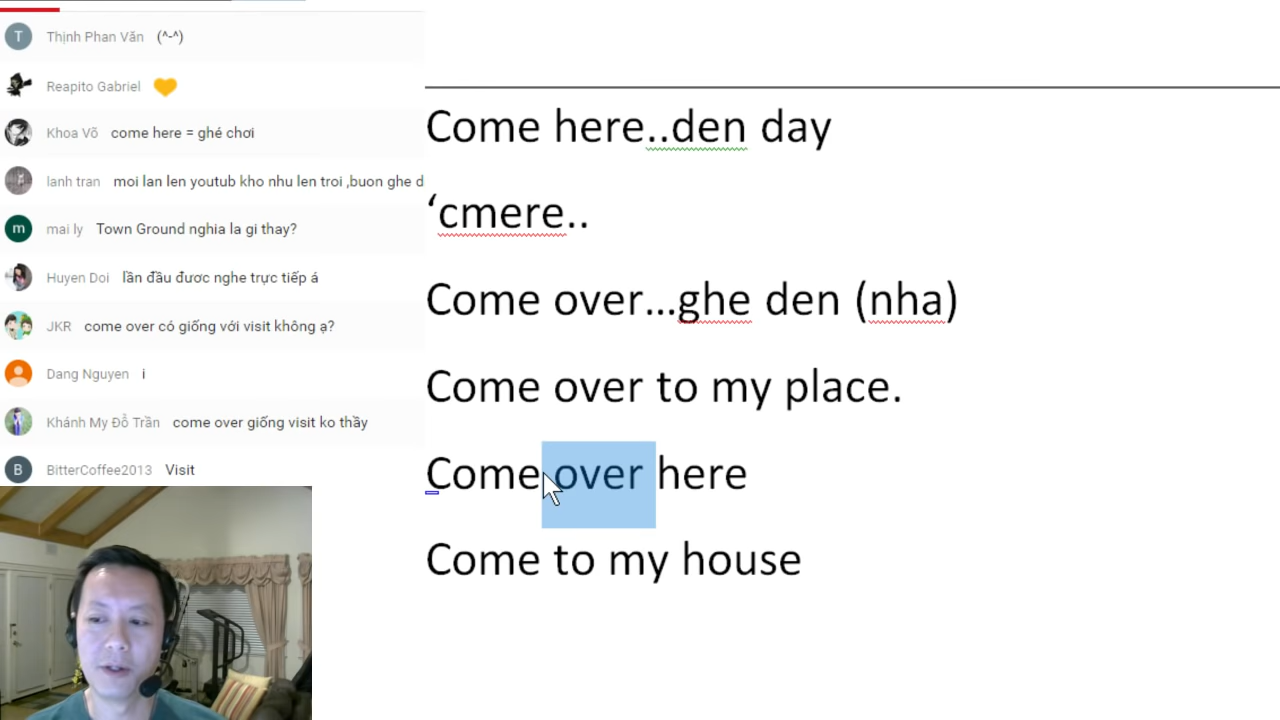 Thịnh Phan Văn (^-^)
Reapito Gabriel
Khoa Võ come here = ghé chơi
lanh tran moi lan len youtub kho nhu len troi ,buon ghe d
mai ly Town Ground nghia la gi thay?
Huyen Doi lần đầu đươc nghe trực tiếp á
JKR come over có giống với visit không ạ?
Dang Nguyen i
Khánh My Đỗ Trần come over giống visit ko thầy
BitterCoffee2013 Visit
Come here..den day
‘cmere..
Come over...ghe den (nha)
Come over to my place.
Come over here
Come to my house
T
m
B